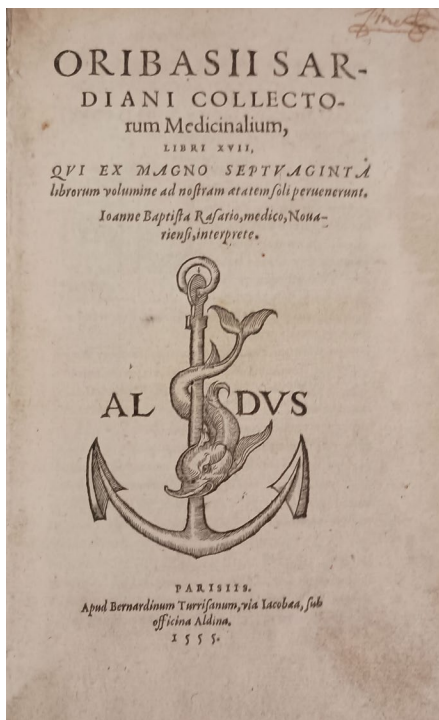 ORIBASII SAR-
DIANI COLLECTO-
rum Medicinalium,
LIBRI XVII,
QVI EX MAGNO SEPTVAGINTA
librorum volumine ad nostram ætatem soli peruenerunt.
Ioanne Baptista Rasario, medico, Noua-
riensi, interprete.
AL DVS
PARISIIS.
Apud Bernardinum Turrisanum, via Iacobæa, sub
officina Aldina.
1555.